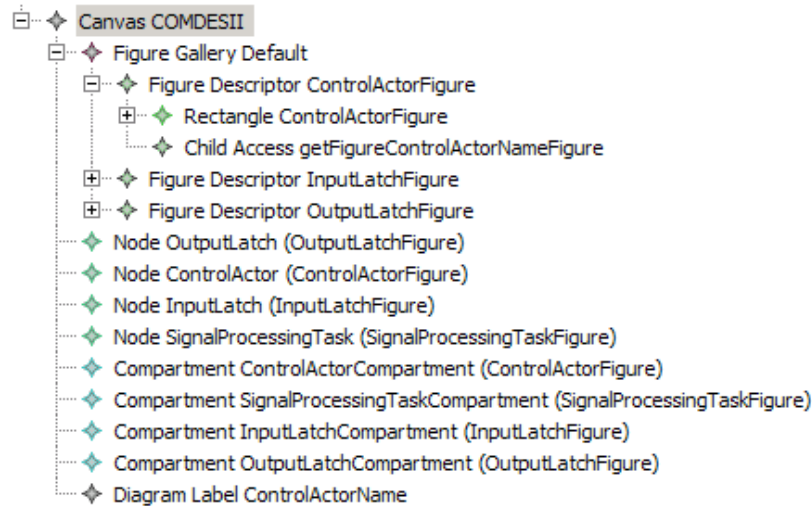 Canvas COMDESII
Figure Gallery Default
Figure Descriptor ControlActorFigure
Rectangle ControlActorFigure
Child Access getFigureControlActorNameFigure
Figure Descriptor InputLatchFigure
Figure Descriptor OutputLatchFigure
Node OutputLatch (OutputLatchFigure)
Node ControlActor (ControlActorFigure)
Node InputLatch (InputLatchFigure)
Node SignalProcessingTask (SignalProcessingTaskFigure)
Compartment ControlActorCompartment (ControlActorFigure)
Compartment SignalProcessingTaskCompartment (SignalProcessingTaskFigure)
Compartment InputLatchCompartment (InputLatchFigure)
Compartment OutputLatchCompartment (OutputLatchFigure)
Diagram Label ControlActorName